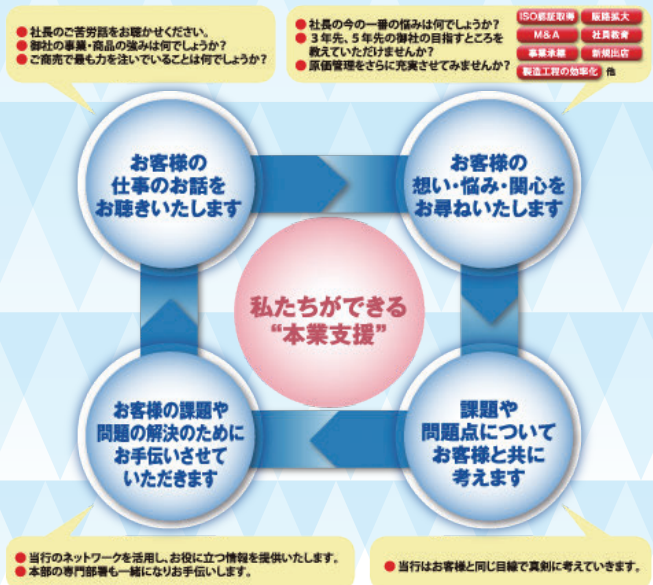 ● 社長のご苦労話をお聴かせください。
● 御社の事業・商品の強みは何でしょうか?
● ご商売で最も力を注いでいることは何でしょうか?
● 社長の今の一番の悩みは何でしょうか?
● 3年先、5年先の御社の目指すところを
教えていただけませんか?
● 原価管理をさらに充実させてみませんか?
ISO認証取得 販路拡大
M&A 社員教育
事業承継 新規出店
製造工程の効率化 他
お客様の
仕事のお話を
お聴きいたします
お客様の
想い・悩み・関心を
お尋ねいたします
私たちができる
“本業支援”
お客様の課題や
問題の解決のために
お手伝いさせて
いただきます
課題や
問題点について
お客様と共に
考えます
● 当行のネットワークを活用し、お役に立つ情報を提供いたします。
● 本部の専門部署も一緒になりお手伝いします。
● 当行はお客様と同じ目線で真剣に考えていきます。